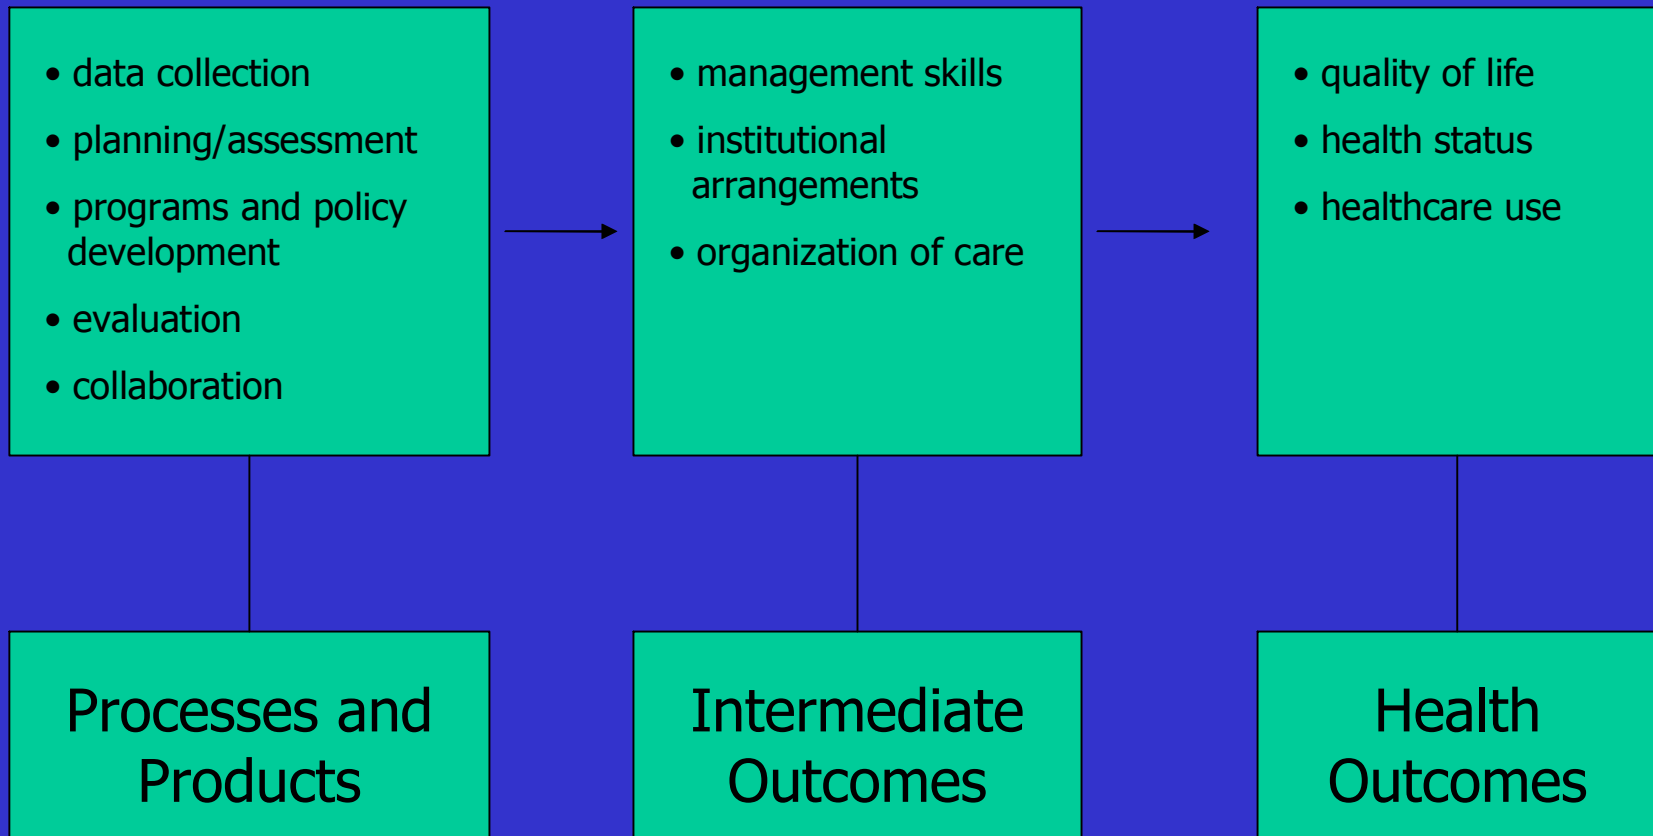 • data collection
• planning/assessment
• programs and policy
development
• evaluation
• collaboration
• management skills
• institutional
arrangements
• organization of care
• quality of life
• health status
• healthcare use
Processes and
Products
Intermediate
Outcomes
Health
Outcomes